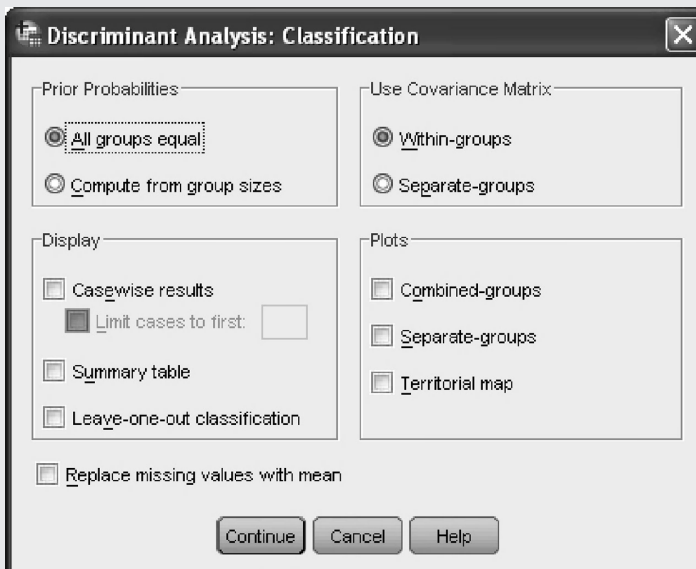 Discriminant Analysis: Classification
Prior Probabilities
All groups equal
Compute from group sizes
Use Covariance Matrix
Within-groups
Separate-groups
Display
Casewise results
Limit cases to first:
Summary table
Leave-one-out classification
Plots
Combined-groups
Separate-groups
Territorial map
Replace missing values with mean
Continue
Cancel
Help